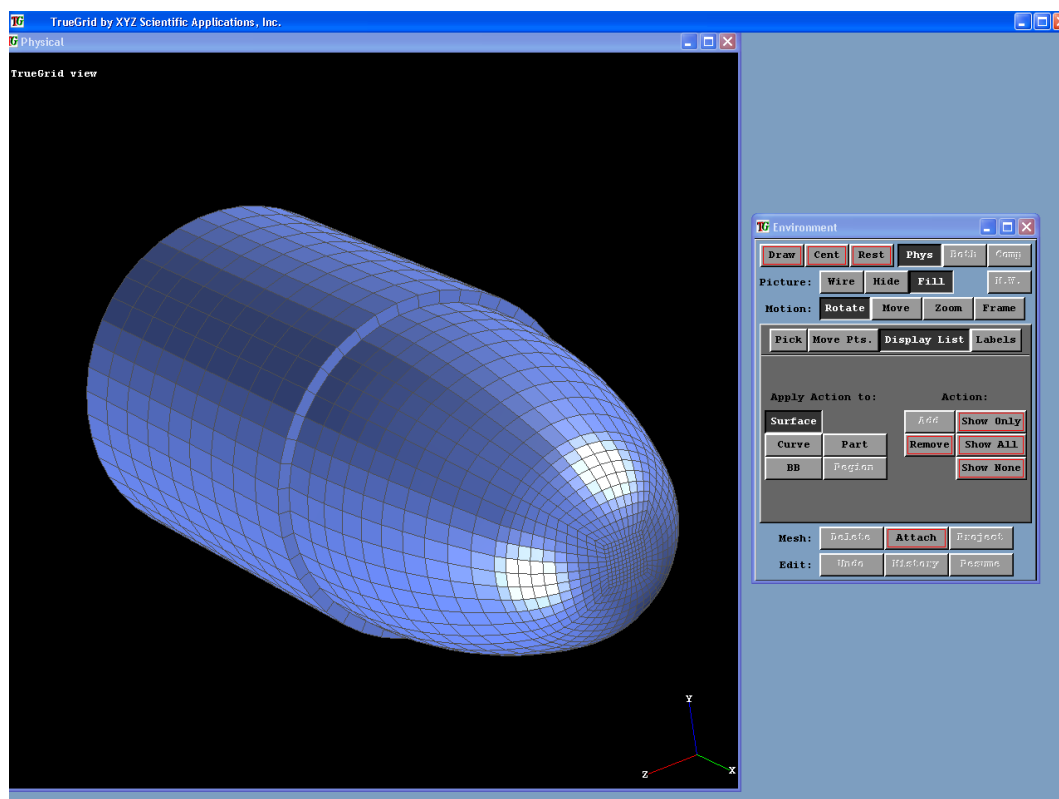 TG TrueGrid by XYZ Scientific Applications, Inc.
G Physical
TrueGrid view
TG Environment
Draw Cent Rest Phys Both Comp
Picture: Wire Hide Fill H.W.
Motion: Rotate Move Zoom Frame
Pick Move Pts. Display List Labels
Apply Action to: Action:
Surface Add Show Only
Curve Part Remove Show All
BB Region Show None
Mesh: Delete Attach Project
Edit: Undo History Resume
Y
Z X